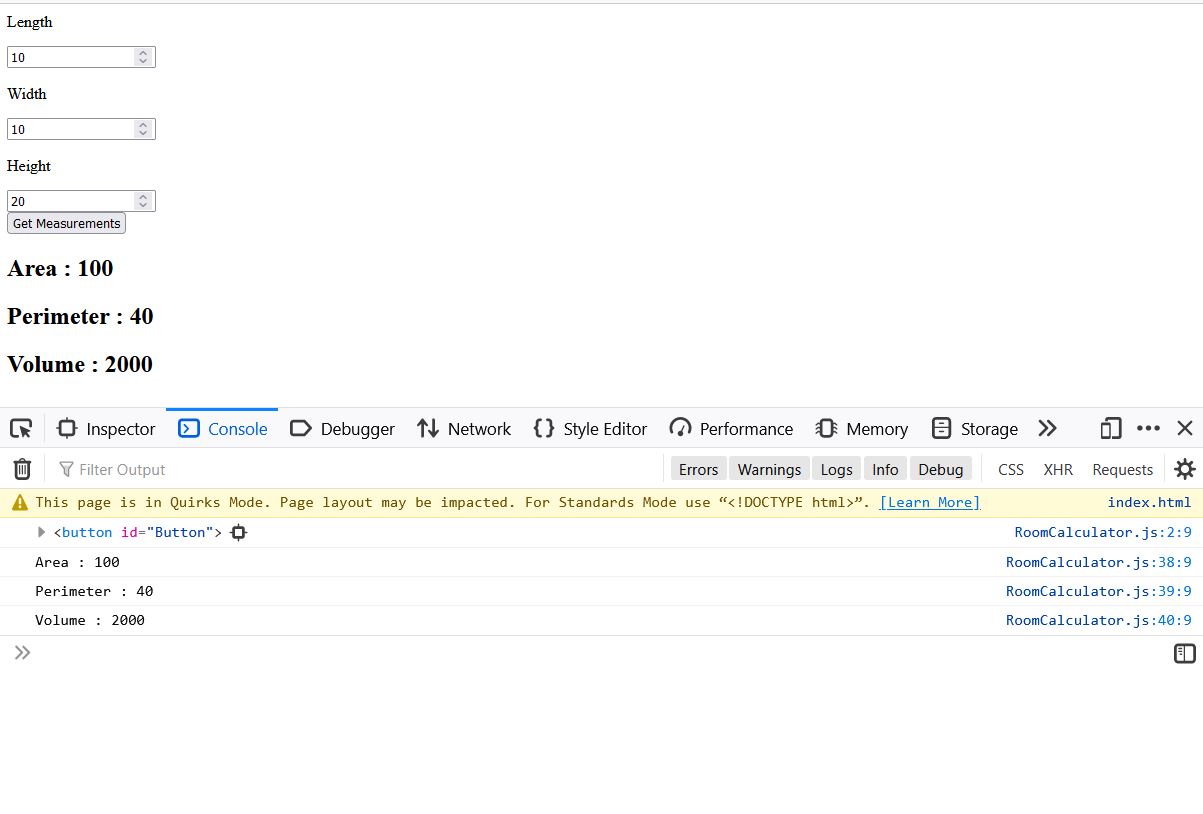 Length
10
Width
10
Height
20
Get Measurements
Area : 100
Perimeter : 40
Volume : 2000
Inspector Console Debugger Network Style Editor Performance Memory Storage
Filter Output Errors Warnings Logs Info Debug CSS XHR Requests
This page is in Quirks Mode. Page layout may be impacted. For Standards Mode use “<!DOCTYPE html>”. [Learn More] index.html
<button id="Button"> RoomCalculator.js:2:9
Area : 100 RoomCalculator.js:38:9
Perimeter : 40 RoomCalculator.js:39:9
Volume : 2000 RoomCalculator.js:40:9